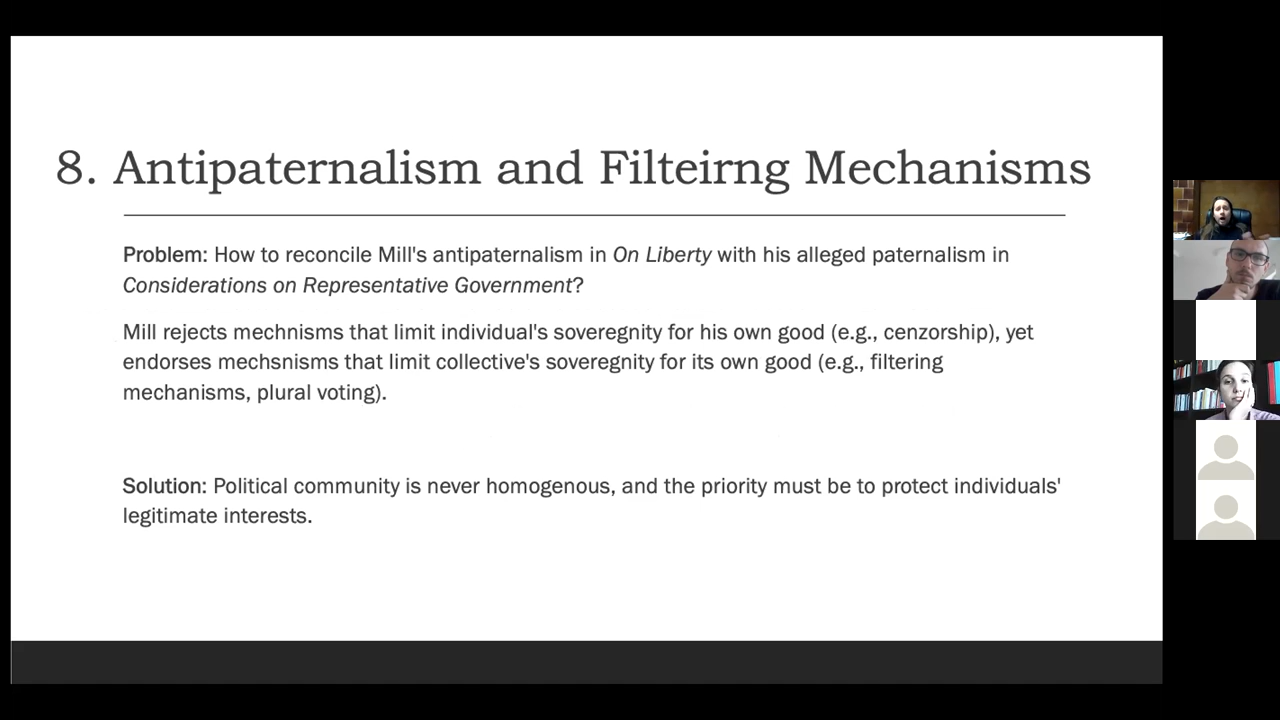 8. Antipaternalism and Filteirng Mechanisms
Problem: How to reconcile Mill's antipaternalism in On Liberty with his alleged paternalism in
Considerations on Representative Government?
Mill rejects mechnisms that limit individual's soveregnity for his own good (e.g., cenzorship), yet
endorses mechsnisms that limit collective's soveregnity for its own good (e.g., filtering
mechanisms, plural voting).
Solution: Political community is never homogenous, and the priority must be to protect individuals'
legitimate interests.